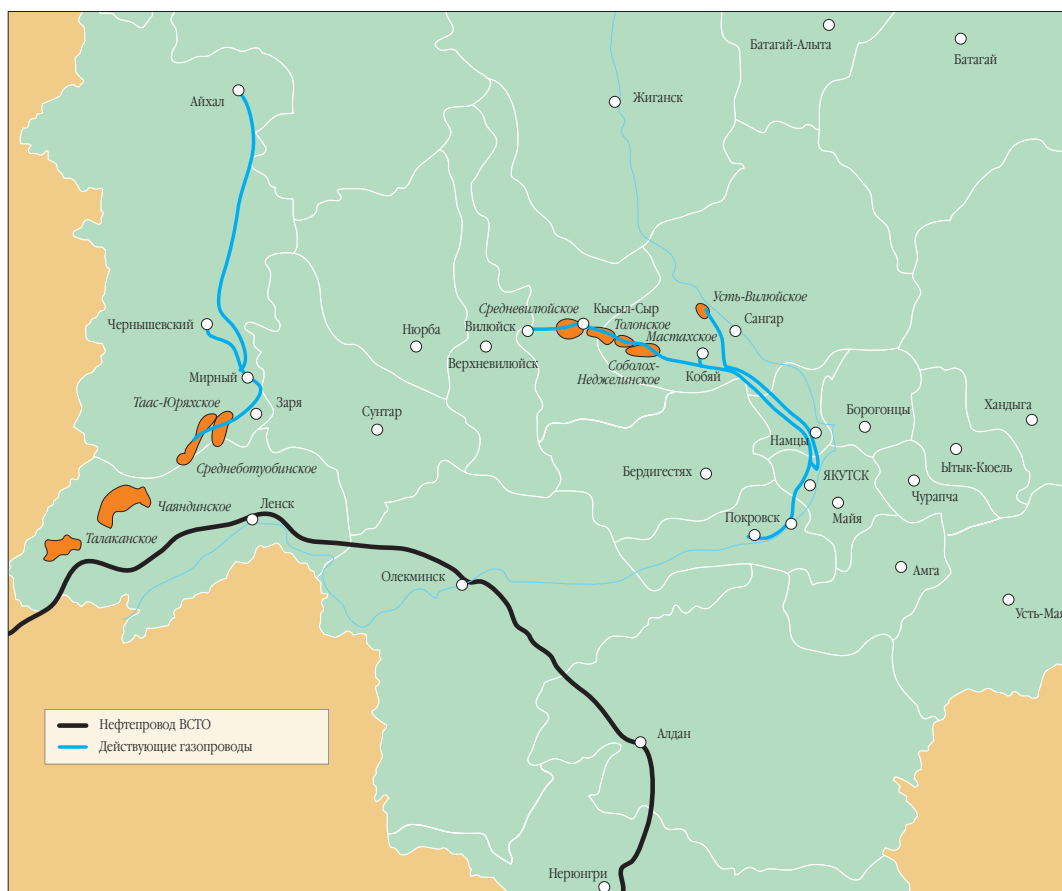 Батагай-Алыта
Батагай
Айхал
Жиганск
Усть-Вилюйское
Средневилюйское
Кысыл-Сыр
Сангар
Чернышевский
Нюрба
Вилюйск
Толонское
Мастахское
Верхневилюйск
Соболох-
Неджелинское
Кобяй
Мирный
Таас-Юряхское
Заря
Сунтар
Борогонцы
Хандыга
Намцы
Среднеботуобинское
Бердигестях
Ытык-Кюель
ЯКУТСК
Чурапча
Чаяндинское
Ленск
Покровск
Майя
Талаканское
Олекминск
Амга
Усть-Мая
Нефтепровод ВСТО
Действующие газопроводы
Алдан
Нерюнгри